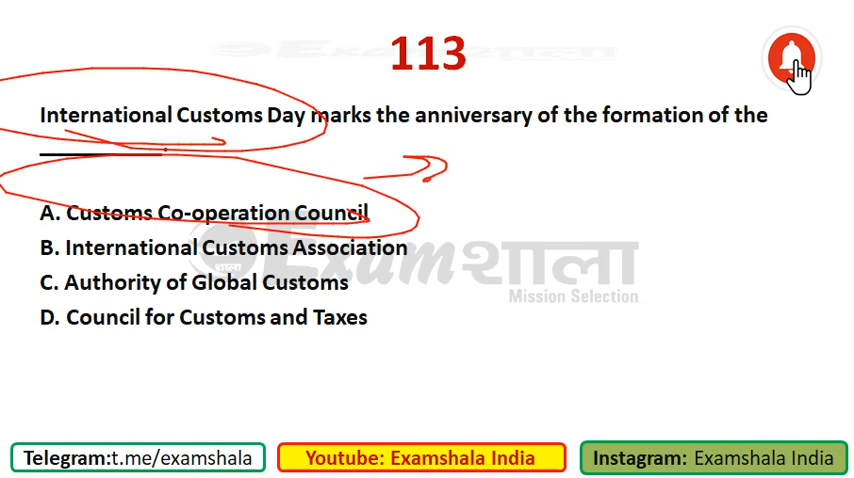 113
International Customs Day marks the anniversary of the formation of the
__________
A. Customs Co-operation Council
B. International Customs Association
C. Authority of Global Customs
D. Council for Customs and Taxes
शाला Examशाला
Mission Selection
Telegram:t.me/examshala
Youtube: Examshala India
Instagram: Examshala India